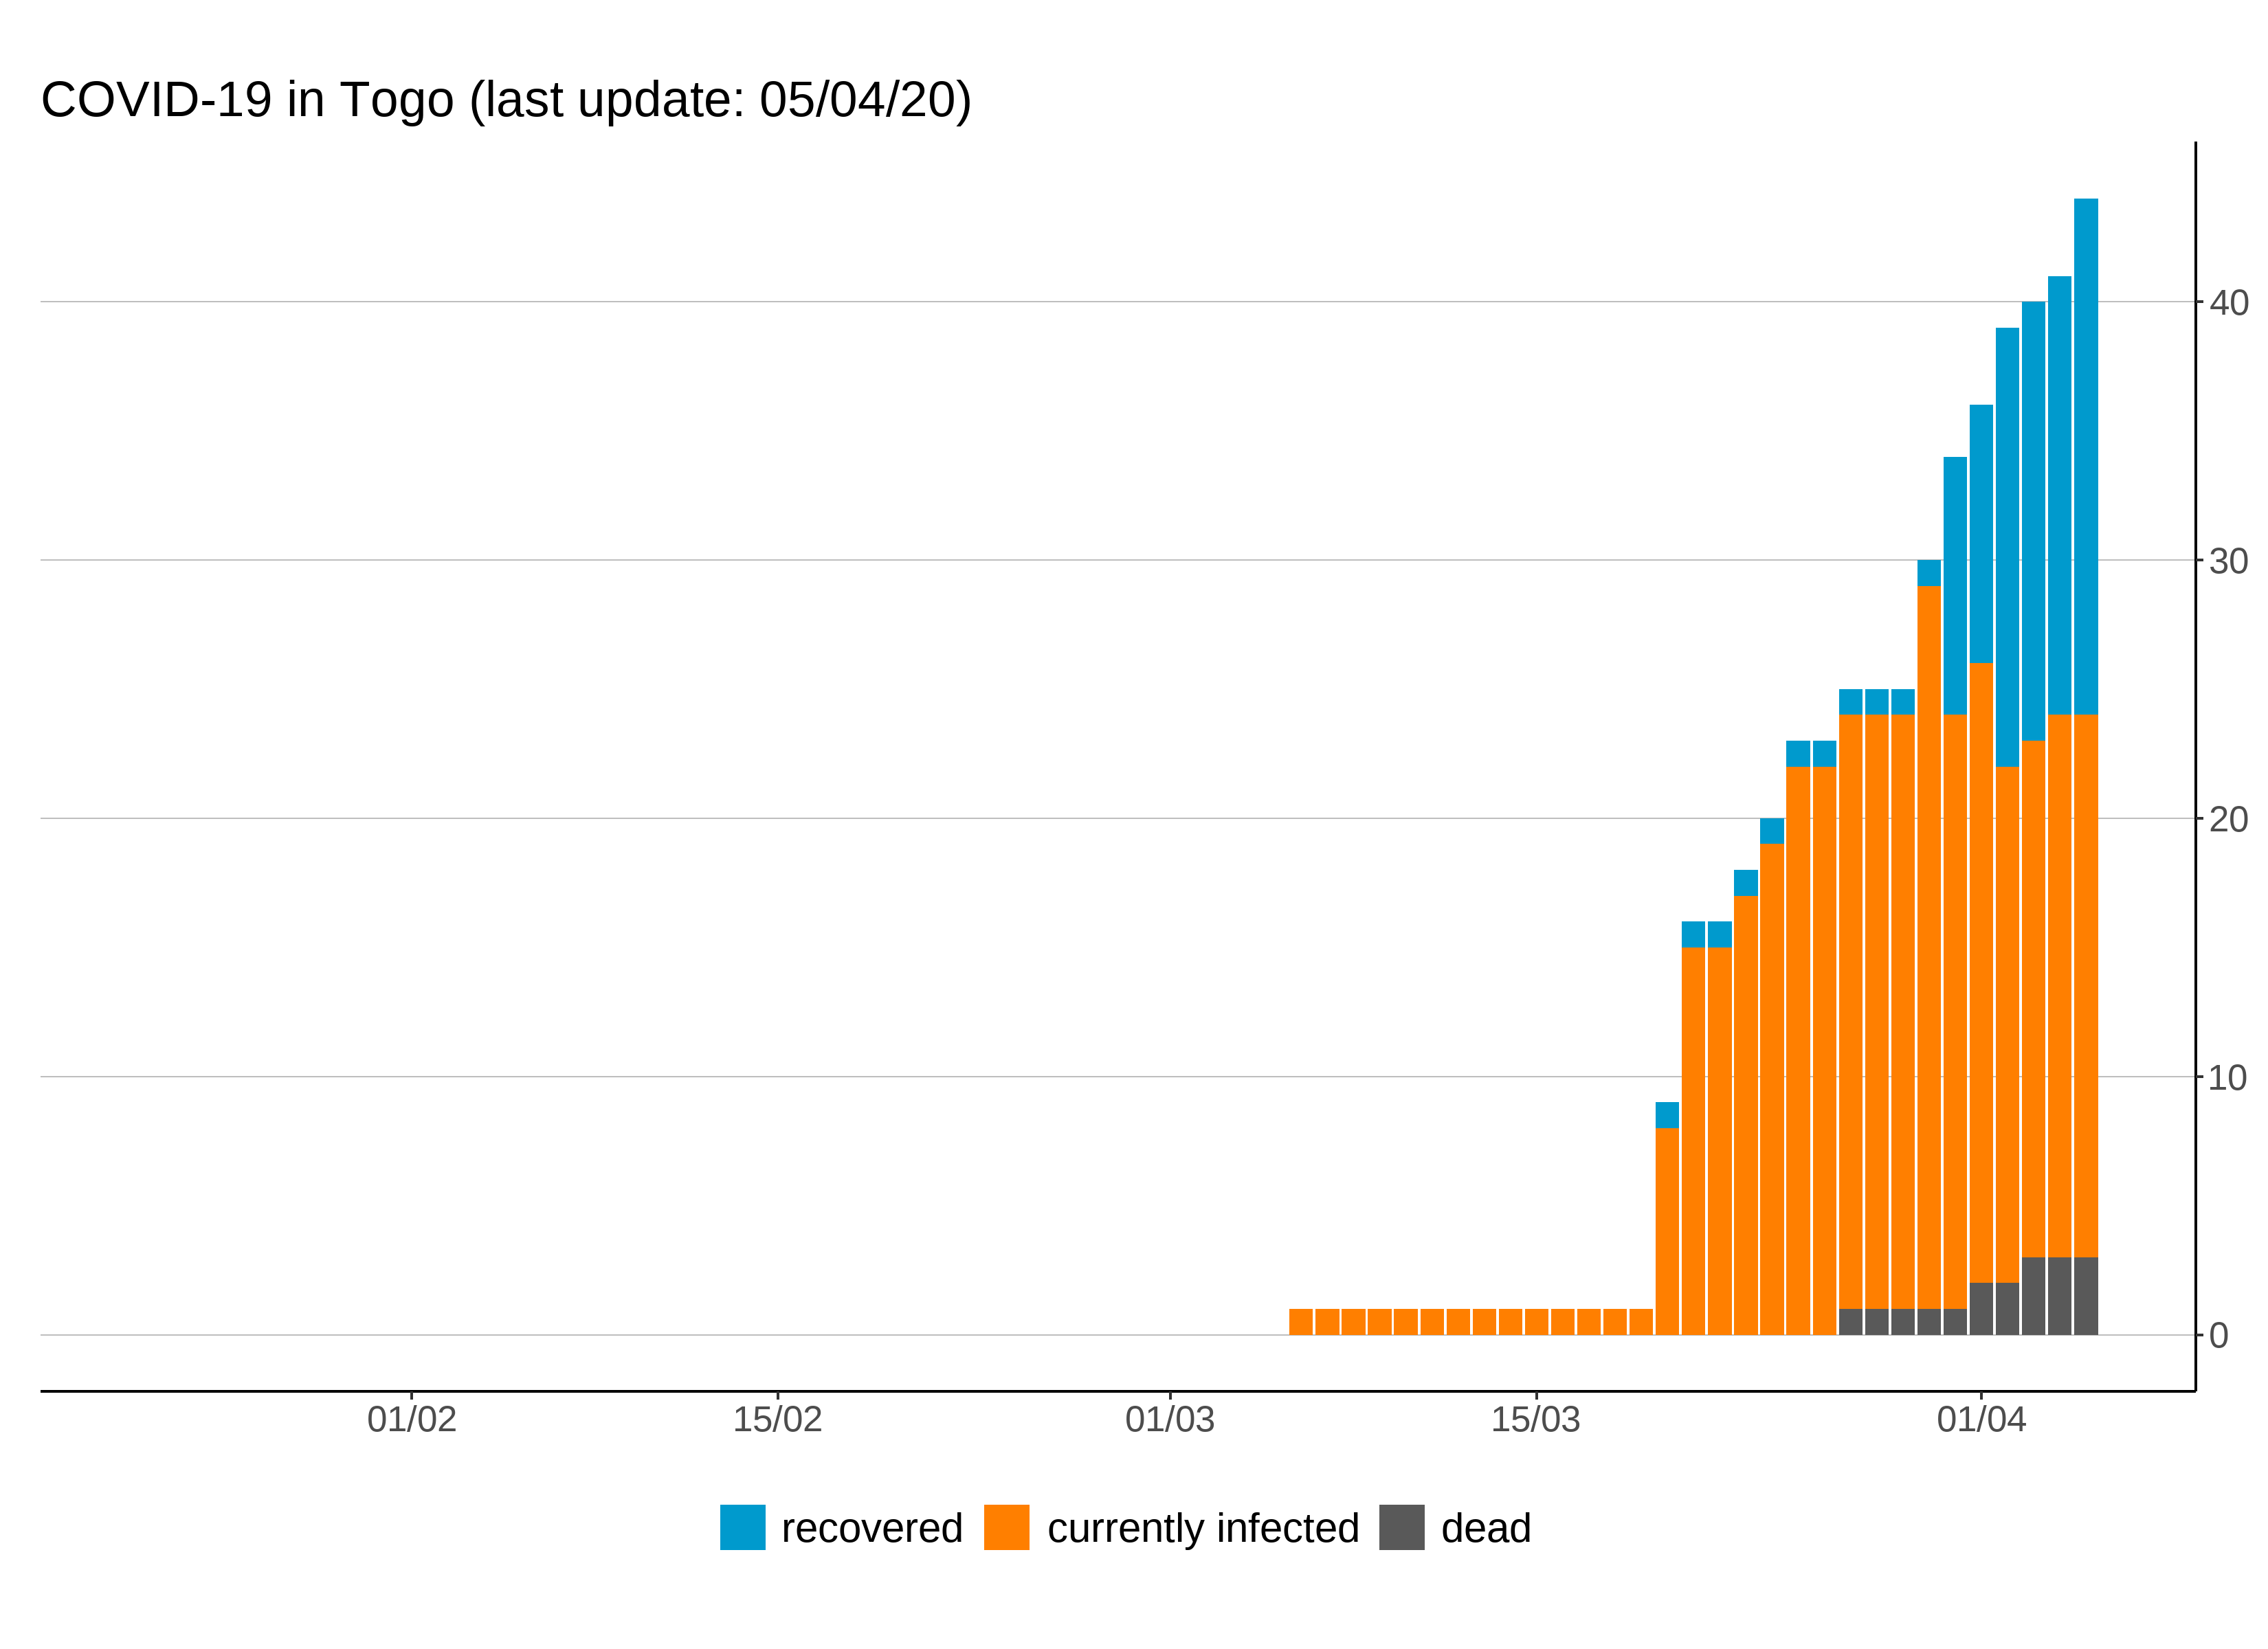 COVID-19 in Togo (last update: 05/04/20)
40
30
20
10
0
01/02 15/02 01/03 15/03 01/04
recovered currently infected dead